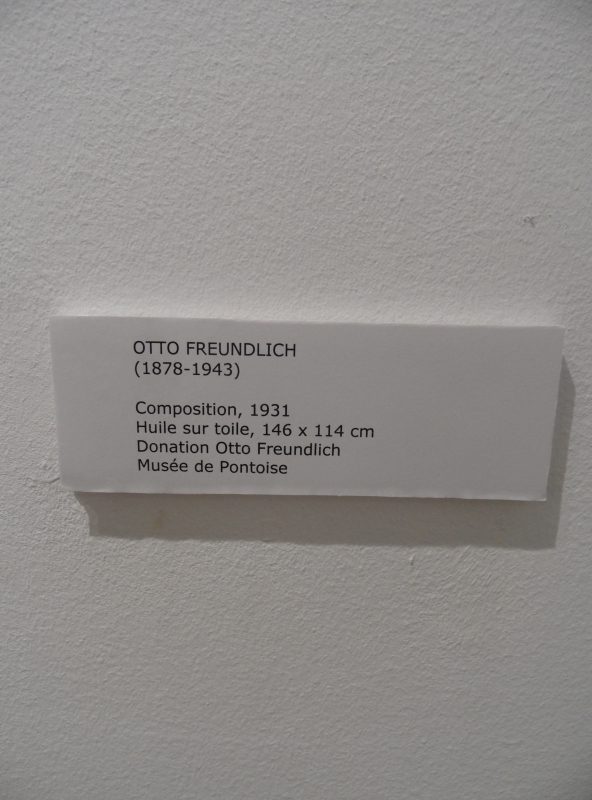 OTTO FREUNDLICH
(1878-1943)
Composition, 1931
Huile sur toile, 146 x 114 cm
Donation Otto Freundlich
Musée de Pontoise